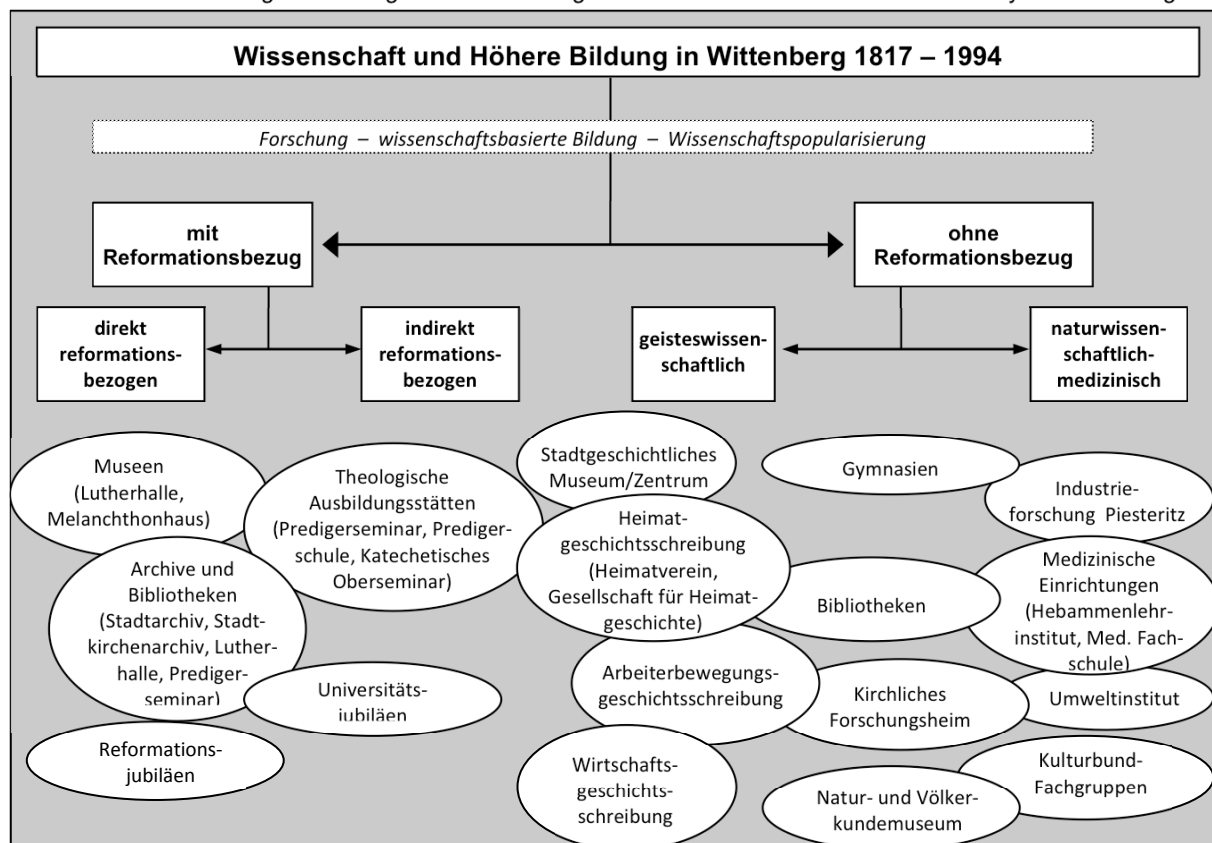 Wissenschaft und Höhere Bildung in Wittenberg 1817 – 1994
Forschung – wissenschaftsbasierte Bildung – Wissenschaftspopularisierung
mit
Reformationsbezug
ohne
Reformationsbezug
direkt
reformations-
bezogen
indirekt
reformations-
bezogen
geisteswissen-
schaftlich
naturwissen-
schaftlich-
medizinisch
Museen
(Lutherhalle,
Melanchthonhaus)
Theologische
Ausbildungsstätten
(Predigerseminar, Prediger-
schule, Katechetisches
Oberseminar)
Archive und
Bibliotheken
(Stadtarchiv, Stadt-
kirchenarchiv, Luther-
halle, Prediger-
seminar)
Universitäts-
jubiläen
Reformations-
jubiläen
Stadtgeschichtliches
Museum/Zentrum
Heimat-
geschichtsschreibung
(Heimatverein,
Gesellschaft für Heimat-
geschichte)
Arbeiterbewegungs-
geschichtsschreibung
Wirtschafts-
geschichts-
schreibung
Gymnasien
Bibliotheken
Kirchliches
Forschungsheim
Natur- und Völker-
kundemuseum
Industrie-
forschung Piesteritz
Medizinische
Einrichtungen
(Hebammenlehr-
institut, Med. Fach-
schule)
Umweltinstitut
Kulturbund-
Fachgruppen